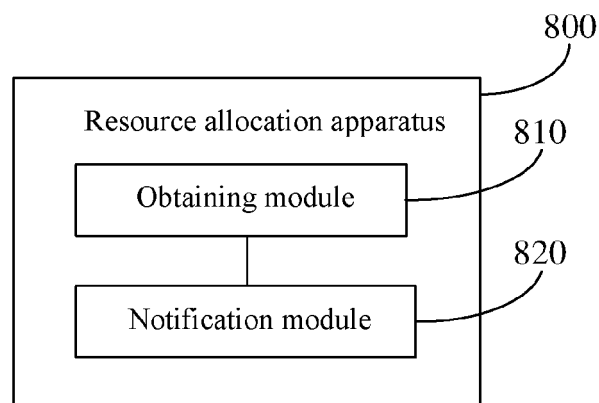 800
Resource allocation apparatus
810
Obtaining module
820
Notification module